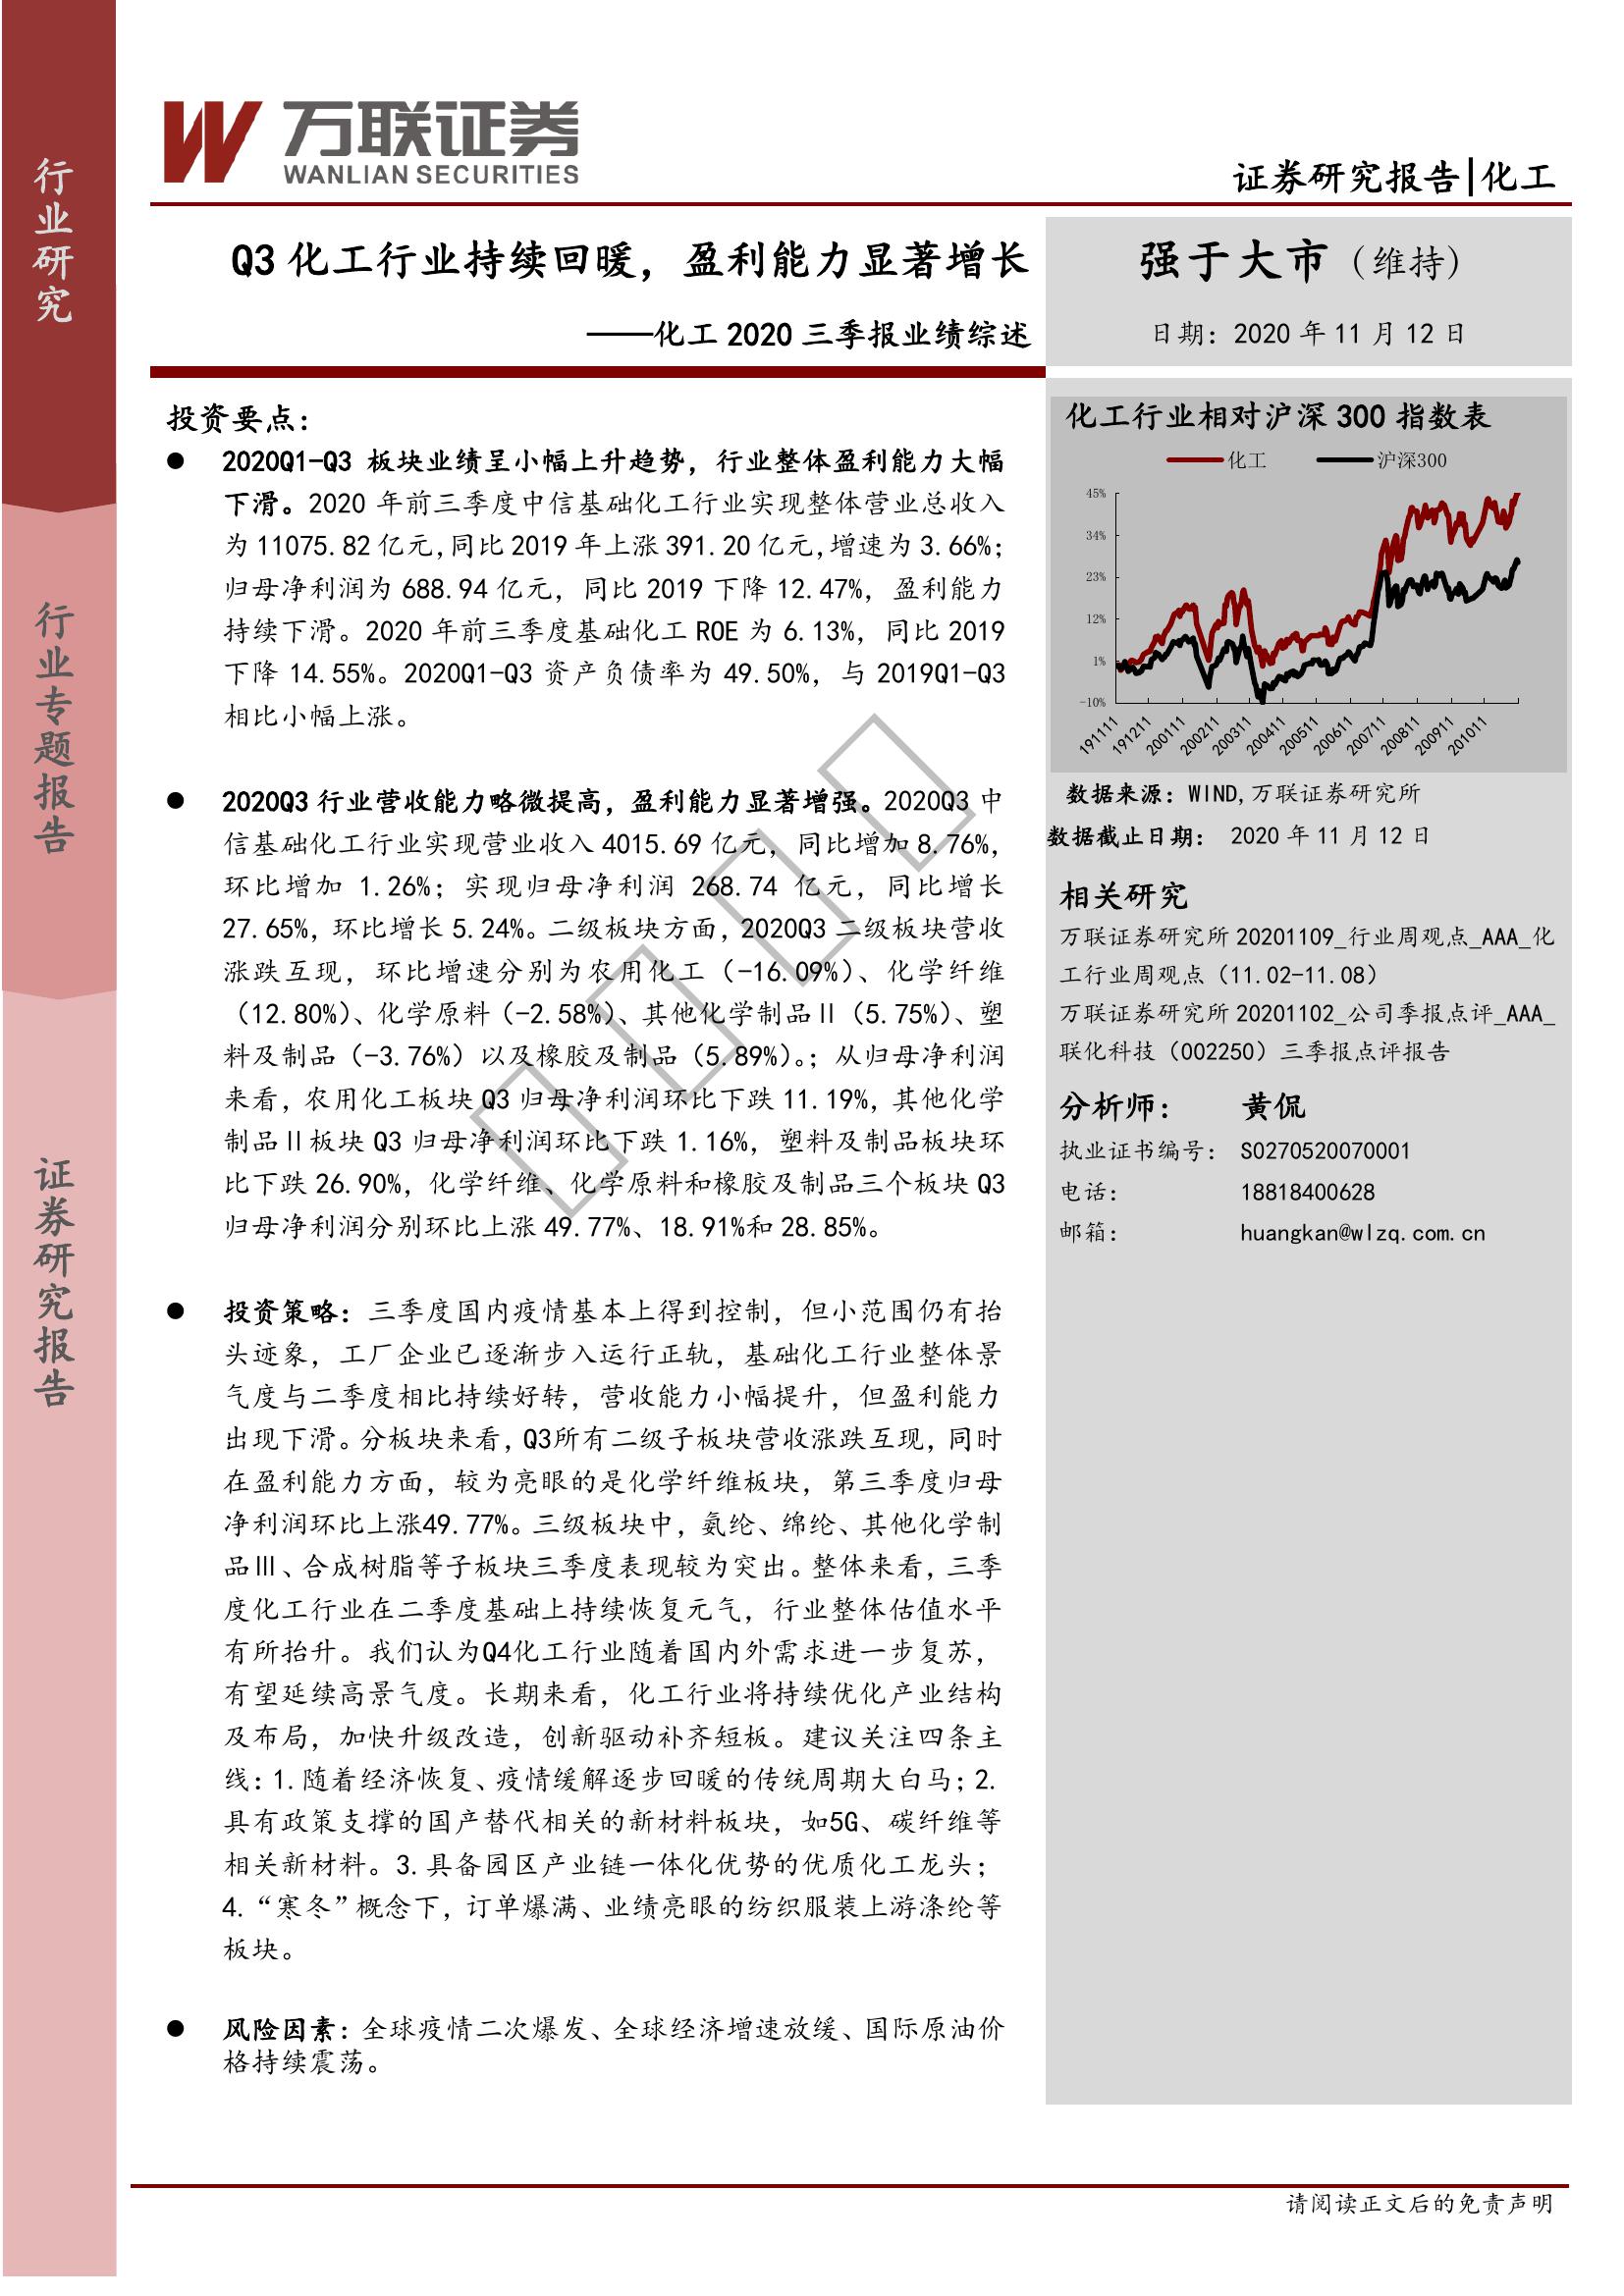 行业研究
行业专题报告
证券研究报告
万联证券
WANLIAN SECURITIES
证券研究报告|化工
Q3 化工行业持续回暖，盈利能力显著增长
——化工 2020 三季报业绩综述
强于大市（维持）
日期：2020 年 11 月 12 日
投资要点：
● 2020Q1-Q3 板块业绩呈小幅上升趋势，行业整体盈利能力大幅
下滑。2020 年前三季度中信基础化工行业实现整体营业总收入
为 11075.82 亿元,同比 2019 年上涨 391.20 亿元,增速为 3.66%；
归母净利润为 688.94 亿元，同比 2019 下降 12.47%，盈利能力
持续下滑。2020 年前三季度基础化工 ROE 为 6.13%，同比 2019
下降 14.55%。2020Q1-Q3 资产负债率为 49.50%，与 2019Q1-Q3
相比小幅上涨。
● 2020Q3 行业营收能力略微提高，盈利能力显著增强。2020Q3 中
信基础化工行业实现营业收入 4015.69 亿元，同比增加 8.76%，
环比增加 1.26%；实现归母净利润 268.74 亿元，同比增长
27.65%，环比增长 5.24%。二级板块方面，2020Q3 二级板块营收
涨跌互现，环比增速分别为农用化工（-16.09%）、化学纤维
（12.80%）、化学原料（-2.58%）、其他化学制品Ⅱ（5.75%）、塑
料及制品（-3.76%）以及橡胶及制品（5.89%）。；从归母净利润
来看，农用化工板块 Q3 归母净利润环比下跌 11.19%，其他化学
制品Ⅱ板块 Q3 归母净利润环比下跌 1.16%，塑料及制品板块环
比下跌 26.90%，化学纤维、化学原料和橡胶及制品三个板块 Q3
归母净利润分别环比上涨 49.77%、18.91%和 28.85%。
● 投资策略：三季度国内疫情基本上得到控制，但小范围仍有抬
头迹象，工厂企业已逐渐步入运行正轨，基础化工行业整体景
气度与二季度相比持续好转，营收能力小幅提升，但盈利能力
出现下滑。分板块来看，Q3所有二级子板块营收涨跌互现，同时
在盈利能力方面，较为亮眼的是化学纤维板块，第三季度归母
净利润环比上涨49.77%。三级板块中，氨纶、绵纶、其他化学制
品Ⅲ、合成树脂等子板块三季度表现较为突出。整体来看，三季
度化工行业在二季度基础上持续恢复元气，行业整体估值水平
有所抬升。我们认为Q4化工行业随着国内外需求进一步复苏，
有望延续高景气度。长期来看，化工行业将持续优化产业结构
及布局，加快升级改造，创新驱动补齐短板。建议关注四条主
线：1.随着经济恢复、疫情缓解逐步回暖的传统周期大白马；2.
具有政策支撑的国产替代相关的新材料板块，如5G、碳纤维等
相关新材料。3.具备园区产业链一体化优势的优质化工龙头；
4.“寒冬”概念下，订单爆满、业绩亮眼的纺织服装上游涤纶等
板块。
● 风险因素：全球疫情二次爆发、全球经济增速放缓、国际原油价
格持续震荡。
化工行业相对沪深 300 指数表
化工 沪深300
45%
34%
23%
12%
1%
-10%
191111 191211 200111 200211 200311 200411 200511 200611 200711 200811 200911 201011
数据来源：WIND,万联证券研究所
数据截止日期： 2020 年 11 月 12 日
相关研究
万联证券研究所 20201109_行业周观点_AAA_化
工行业周观点（11.02-11.08）
万联证券研究所 20201102_公司季报点评_AAA_
联化科技（002250）三季报点评报告
分析师： 黄侃
执业证书编号： S0270520070001
电话： 18818400628
邮箱： huangkan@wlzq.com.cn
请阅读正文后的免责声明